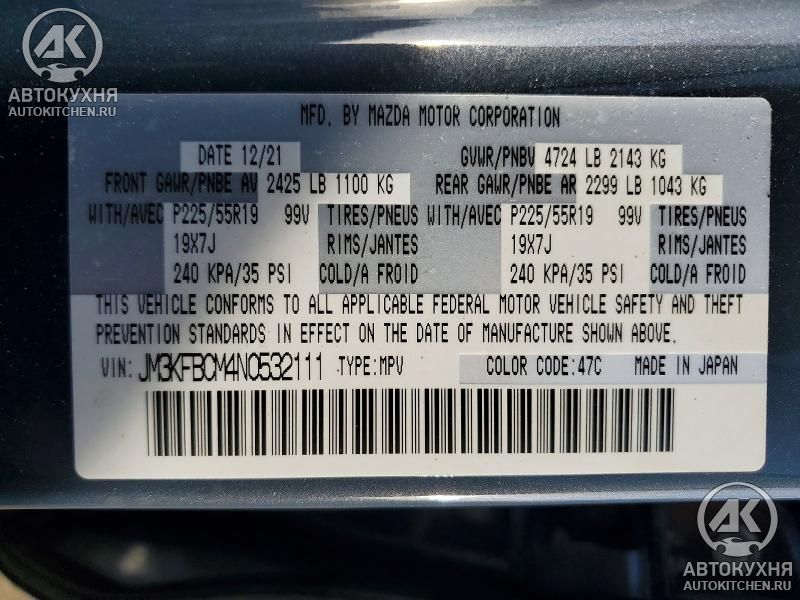 AK
АВТОКУХНЯ
AUTOKITCHEN.RU
MFD. BY MAZDA MOTOR CORPORATION
DATE 12/21 GVWR/PNBV 4724 LB 2143 KG
FRONT GAWR/PNBE AV 2425 LB 1100 KG REAR GAWR/PNBE AR 2299 LB 1043 KG
WITH/AVEC P225/55R19 99V TIRES/PNEUS WITH/AVEC P225/55R19 99V TIRES/PNEUS
19X7J RIMS/JANTES 19X7J RIMS/JANTES
240 KPA/35 PSI COLD/A FROID 240 KPA/35 PSI COLD/A FROID
THIS VEHICLE CONFORMS TO ALL APPLICABLE FEDERAL MOTOR VEHICLE SAFETY AND THEFT
PREVENTION STANDARDS IN EFFECT ON THE DATE OF MANUFACTURE SHOWN ABOVE.
VIN: JM3KFBCM4N0532111 TYPE:MPV COLOR CODE:47C MADE IN JAPAN
AK
АВТОКУХНЯ
AUTOKITCHEN.RU